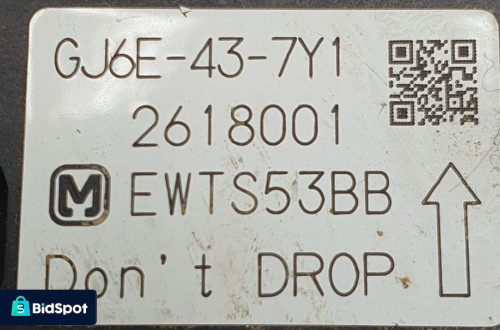 GJ6E-43-7Y1
2618001
M EWTS53BB
Don't DROP
S BidSpot